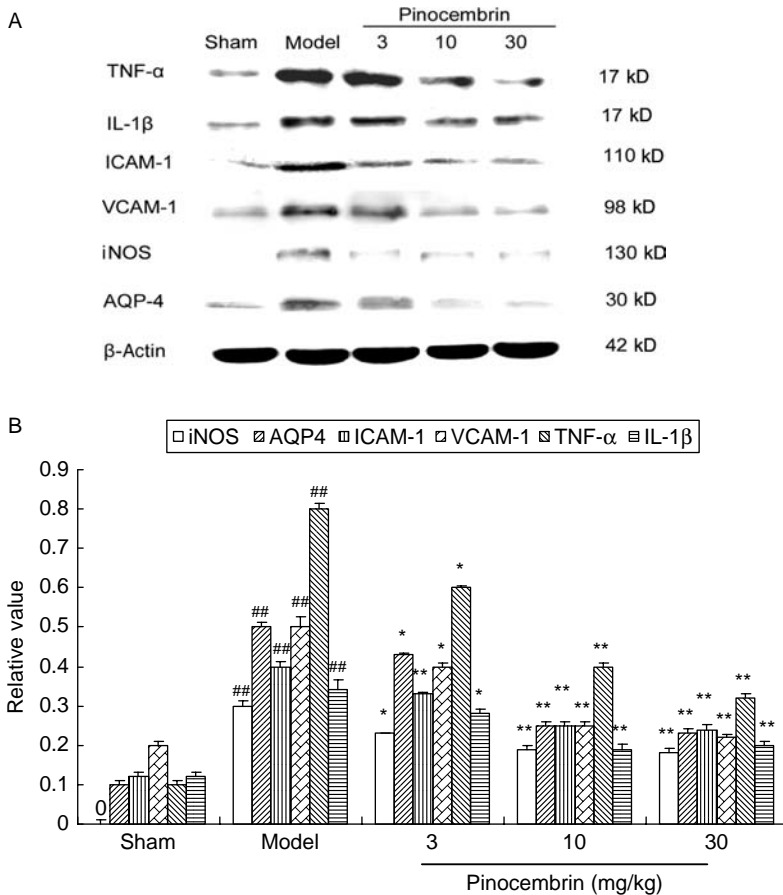 A
Pinocembrin
Sham Model 3 10 30
TNF-α 17 kD
IL-1β 17 kD
ICAM-1 110 kD
VCAM-1 98 kD
iNOS 130 kD
AQP-4 30 kD
β-Actin 42 kD
B
iNOS AQP4 ICAM-1 VCAM-1 TNF-α IL-1β
Relative value
0.9
0.8
0.7
0.6
0.5
0.4
0.3
0.2
0.1
0
0
## ## ## ## ## ##
* * ** * * *
** ** ** ** ** **
** ** ** ** ** **
Sham Model 3 10 30
Pinocembrin (mg/kg)